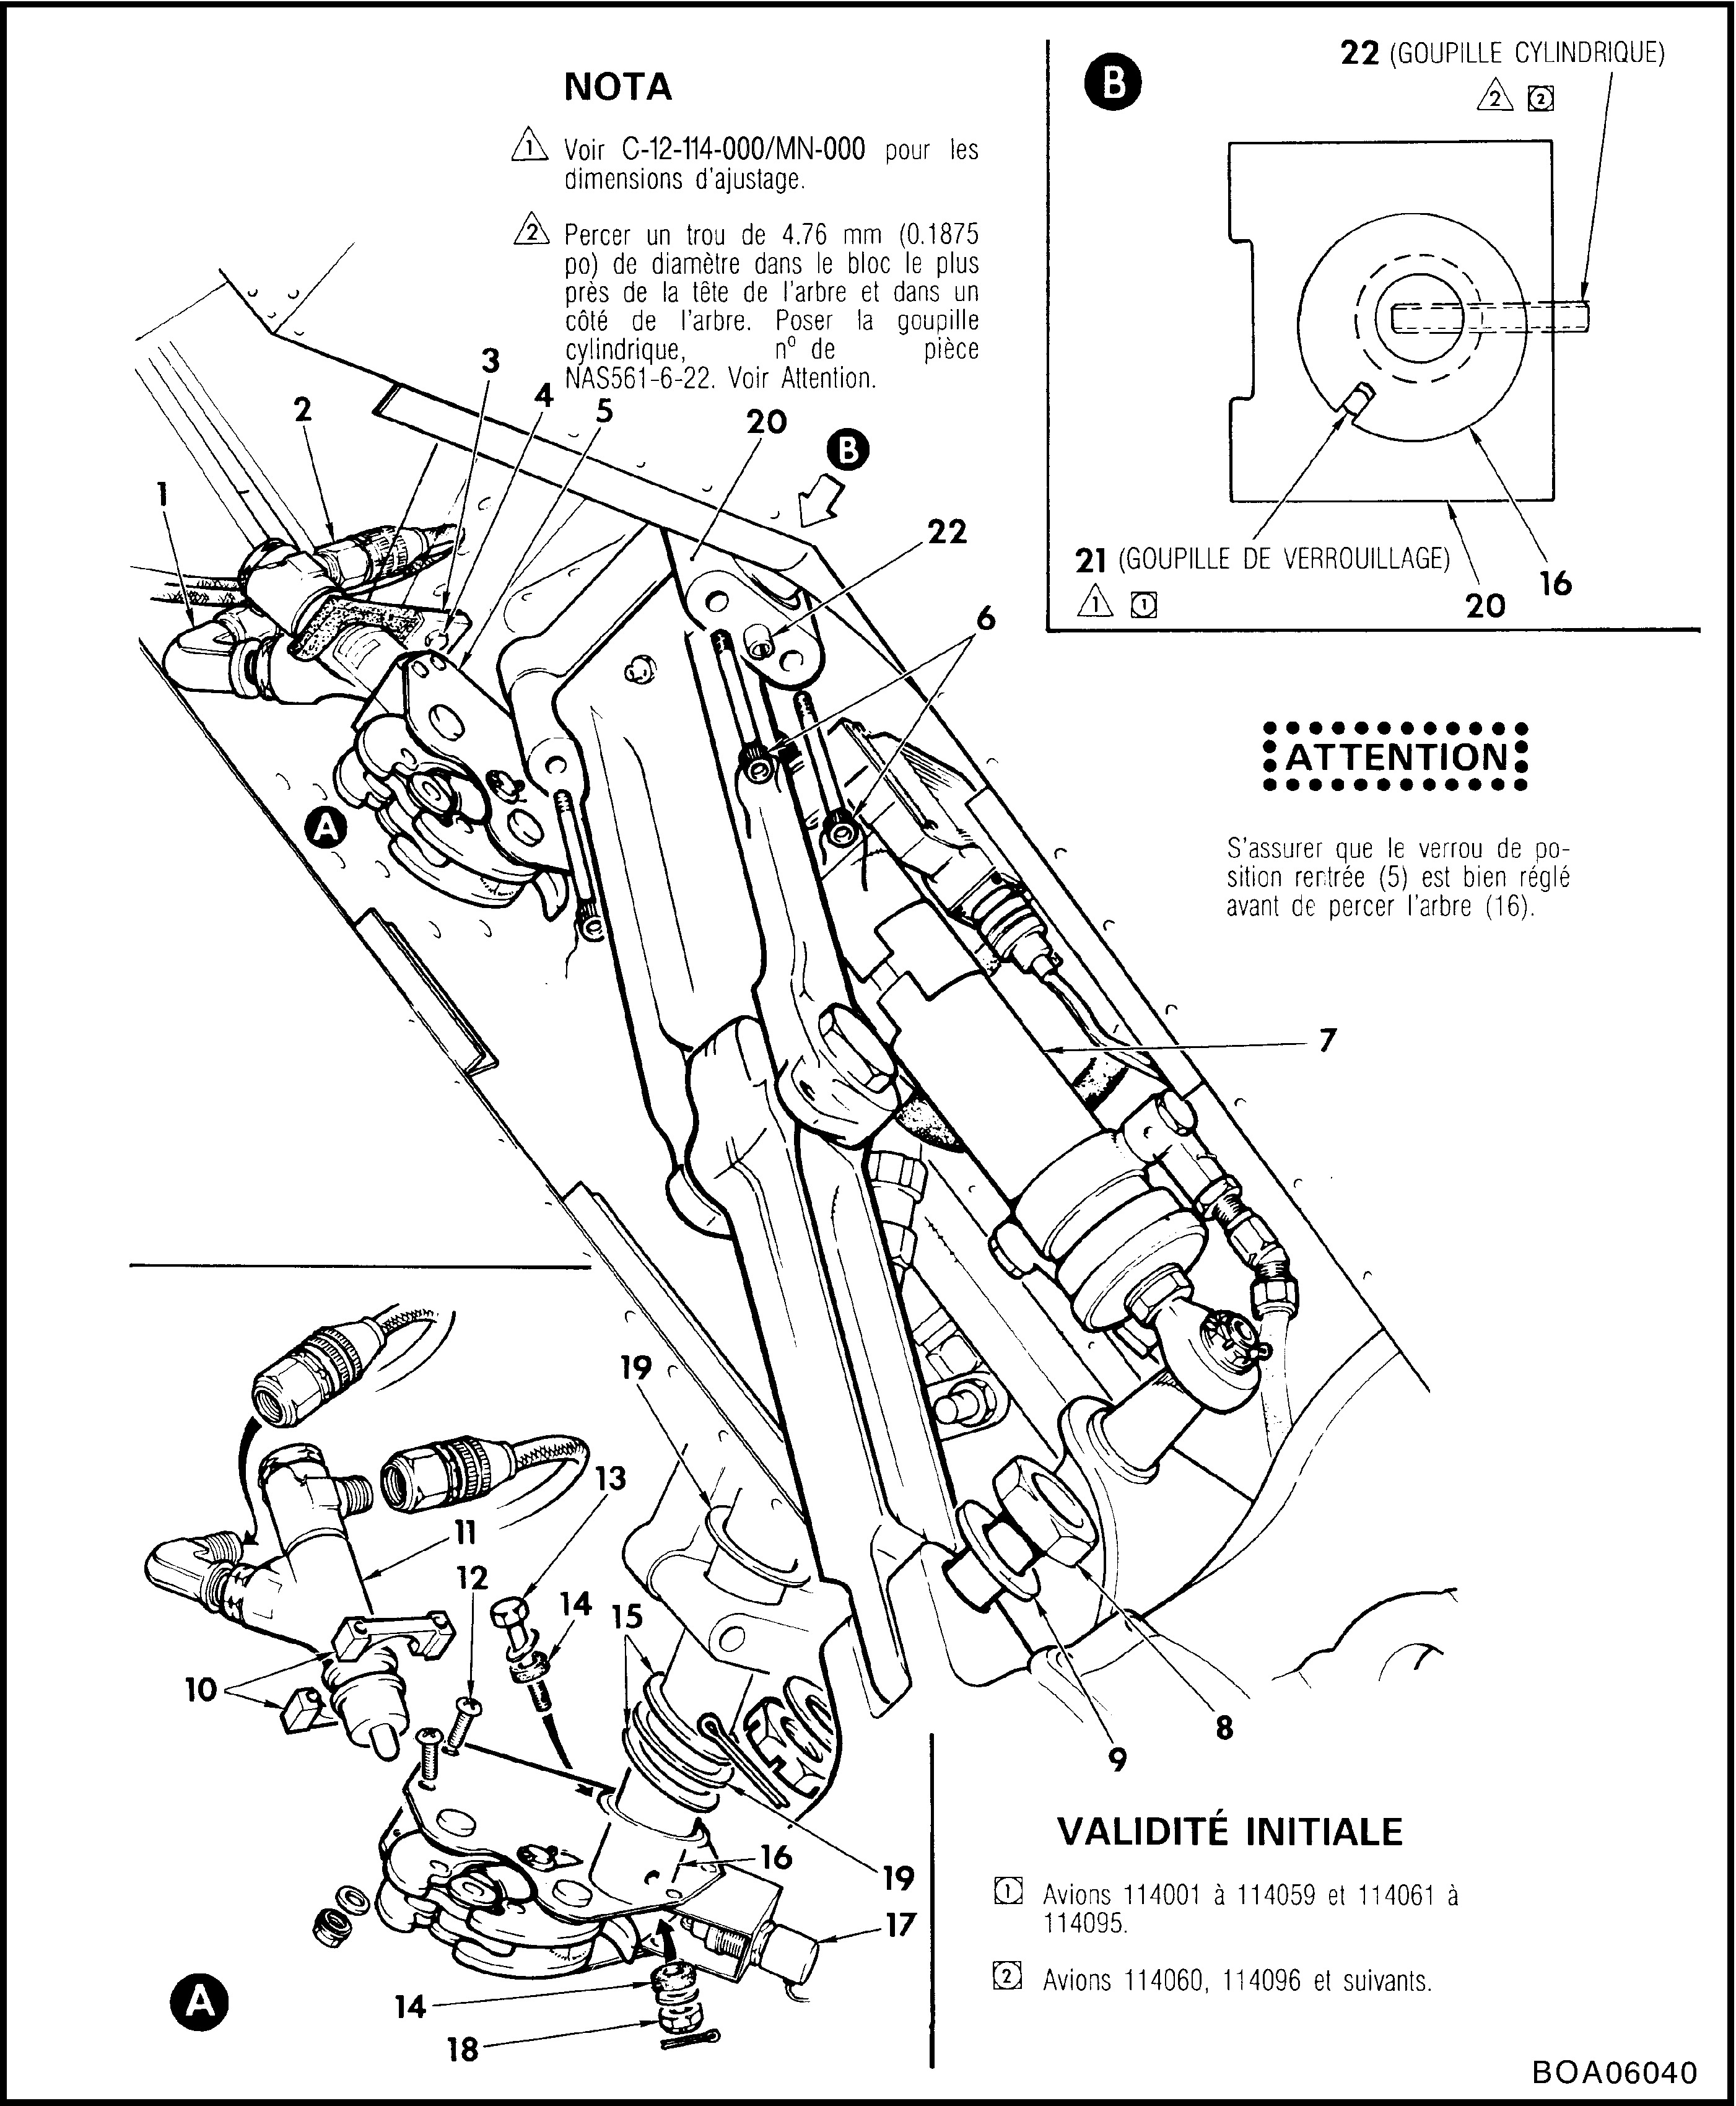 NOTA
1 Voir C-12-114-000/MN-000 pour les
dimensions d'ajustage.
2 Percer un trou de 4.76 mm (0.1875
po) de diamètre dans le bloc le plus
près de la tête de l'arbre et dans un
côté de l'arbre. Poser la goupille
cylindrique, nº de pièce
NAS561-6-22. Voir Attention.
B
22 (GOUPILLE CYLINDRIQUE)
2 2
21 (GOUPILLE DE VERROUILLAGE)
1 1
20
16
1
2
3
4
5
20
B
22
6
A
7
ATTENTION
S'assurer que le verrou de po-
sition rentrée (5) est bien réglé
avant de percer l'arbre (16).
8
9
19
13
11
12
14
15
10
16
19
17
14
18
A
VALIDITÉ INITIALE
1 Avions 114001 à 114059 et 114061 à
114095.
2 Avions 114060, 114096 et suivants.
BOA06040